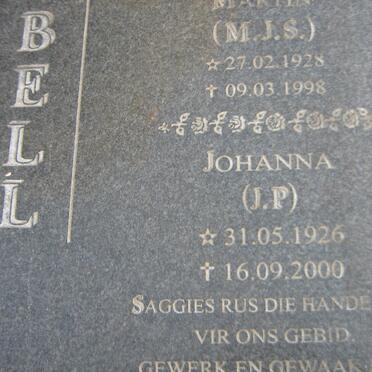 BELL
MARTIN
(M.J.S.)
☆ 27.02.1928
† 09.03.1998
JOHANNA
(J.P)
☆ 31.05.1926
† 16.09.2000
SAGGIES RUS DIE HANDE
VIR ONS GEBID.
GEWERK EN GEWAAK